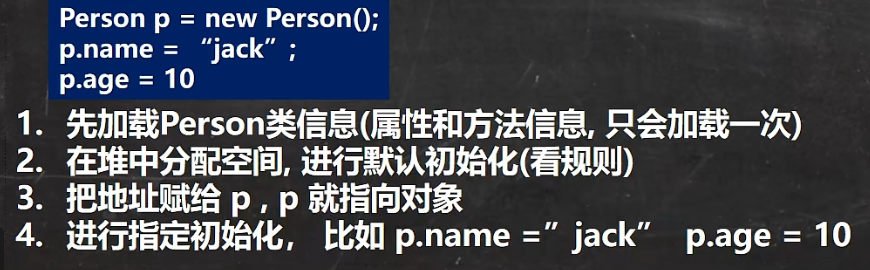 Person p = new Person();
p.name = “jack”;
p.age = 10
1. 先加载Person类信息(属性和方法信息, 只会加载一次)
2. 在堆中分配空间, 进行默认初始化(看规则)
3. 把地址赋给 p , p 就指向对象
4. 进行指定初始化， 比如 p.name =”jack” p.age = 10